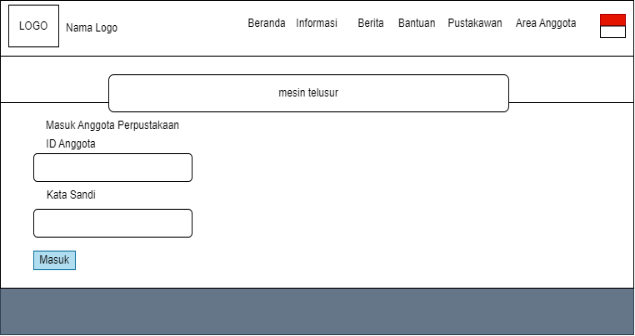 LOGO
Nama Logo
Beranda Informasi Berita Bantuan Pustakawan Area Anggota
mesin telusur
Masuk Anggota Perpustakaan
ID Anggota
Kata Sandi
Masuk